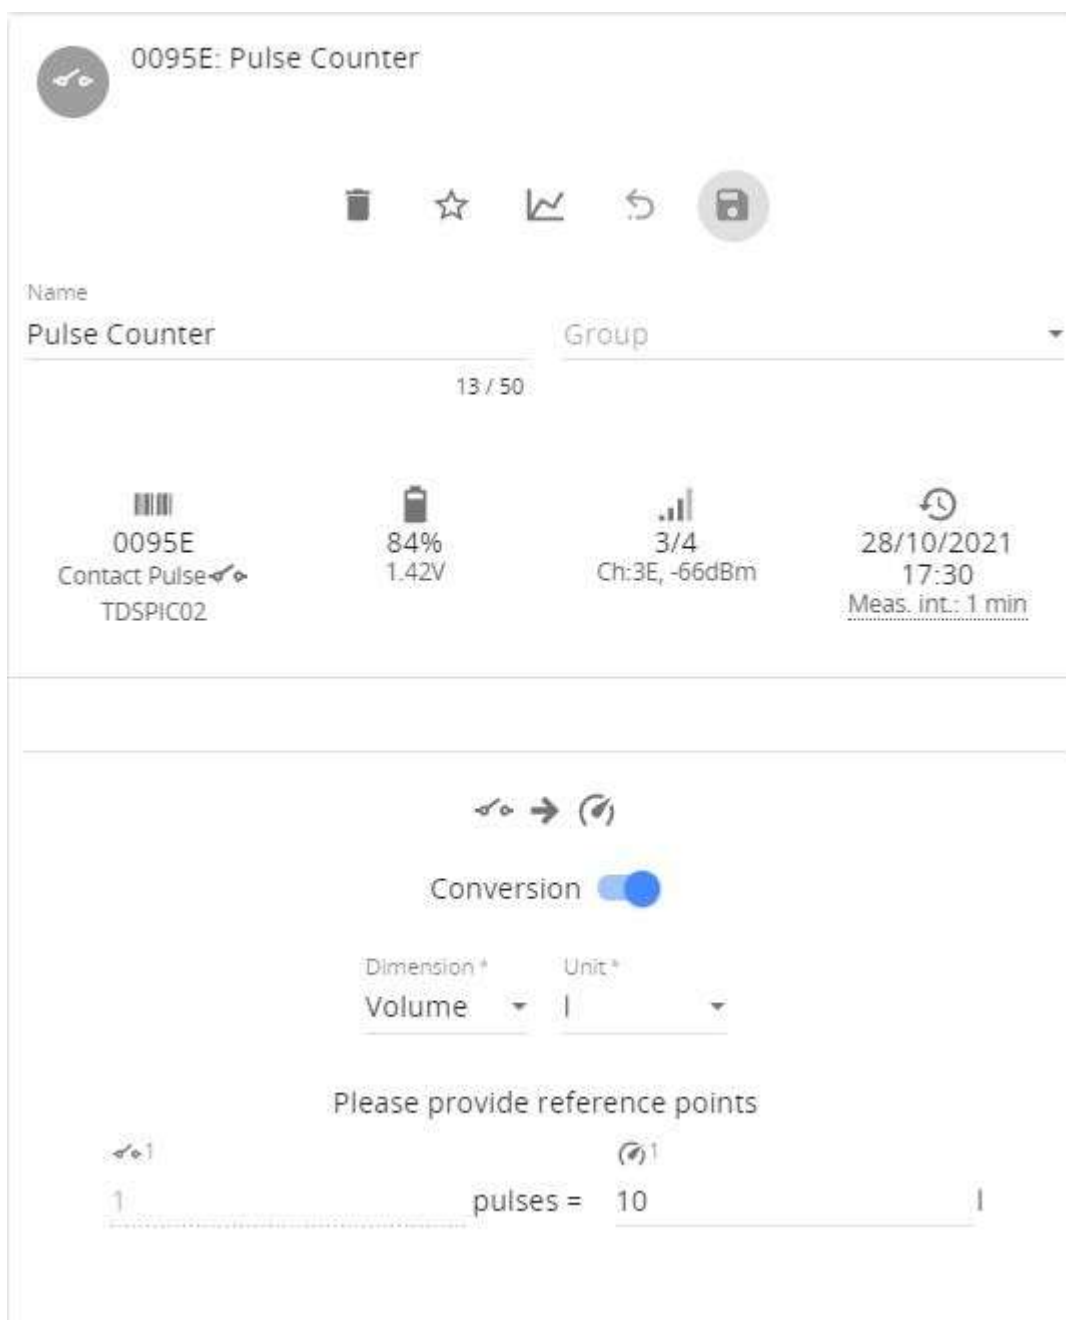 0095E: Pulse Counter
Name
Pulse Counter
Group
13 / 50
0095E
Contact Pulse
TDSPIC02
84%
1.42V
3/4
Ch:3E, -66dBm
28/10/2021
17:30
Meas. int.: 1 min
Conversion
Dimension *
Unit *
Volume
l
Please provide reference points
1
1
1 pulses = 10 l